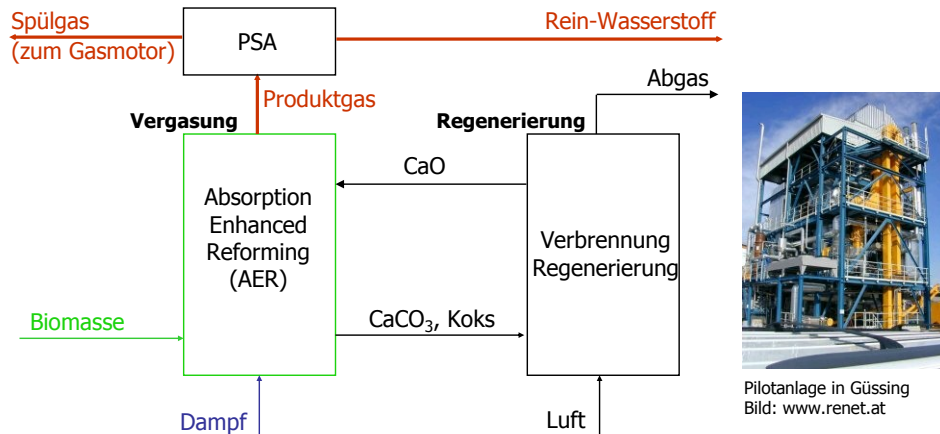 Spülgas
(zum Gasmotor)
PSA
Rein-Wasserstoff
Produktgas
Abgas
Vergasung
Regenerierung
CaO
Absorption
Enhanced
Reforming
(AER)
Verbrennung
Regenerierung
Biomasse
CaCO₃, Koks
Dampf
Luft
Pilotanlage in Güssing
Bild: www.renet.at